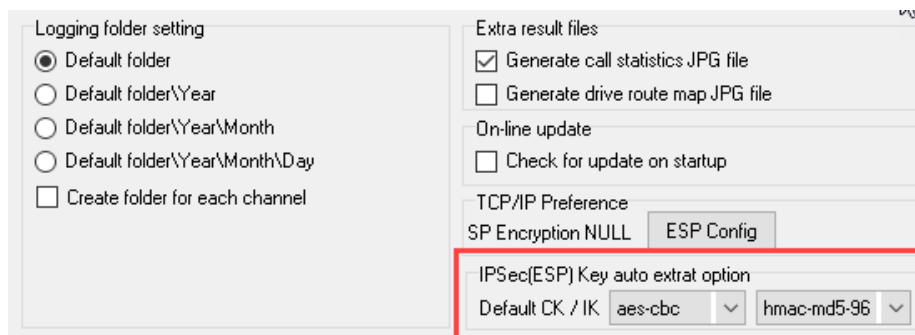 Logging folder setting
Default folder
Default folder\Year
Default folder\Year\Month
Default folder\Year\Month\Day
Create folder for each channel
Extra result files
Generate call statistics JPG file
Generate drive route map JPG file
On-line update
Check for update on startup
TCP/IP Preference
SP Encryption NULL ESP Config
IPSec(ESP) Key auto extrat option
Default CK / IK aes-cbc hmac-md5-96